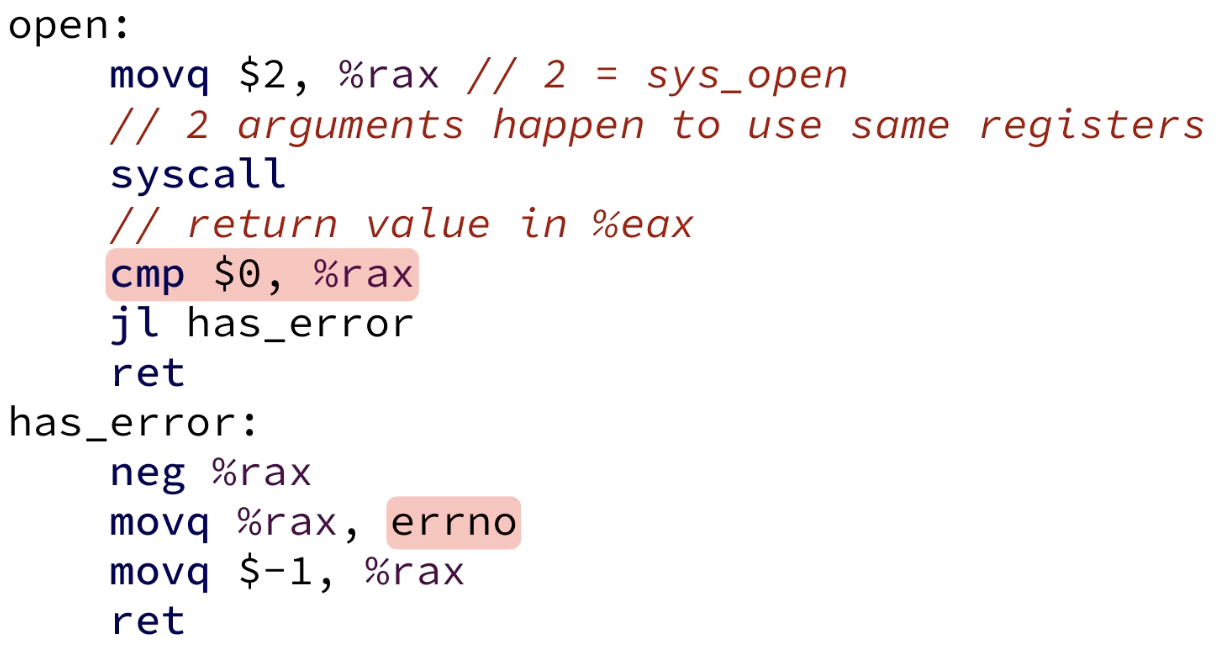 open:
movq $2, %rax // 2 = sys_open
// 2 arguments happen to use same registers
syscall
// return value in %eax
cmp $0, %rax
jl has_error
ret
has_error:
neg %rax
movq %rax, errno
movq $-1, %rax
ret